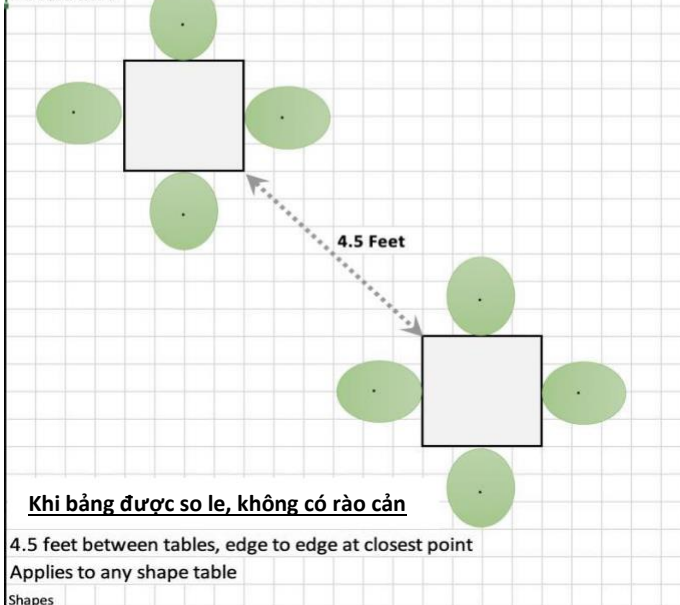 4.5 Feet
Khi bảng được so le, không có rào cản
4.5 feet between tables, edge to edge at closest point
Applies to any shape table
Shapes